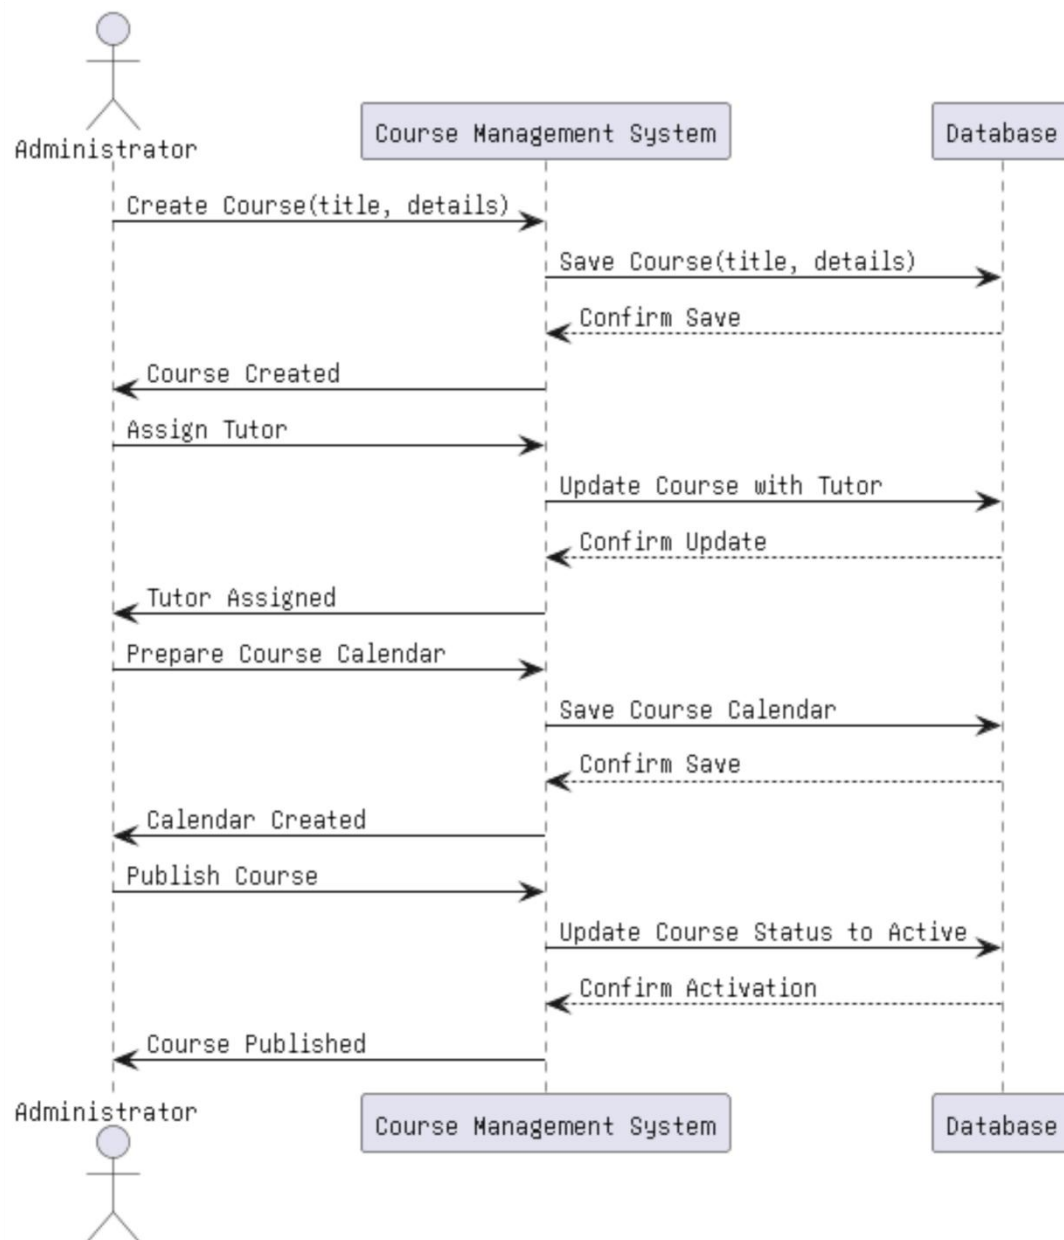 Administrator
Course Management System
Database
Create Course(title, details)
Save Course(title, details)
Confirm Save
Course Created
Assign Tutor
Update Course with Tutor
Confirm Update
Tutor Assigned
Prepare Course Calendar
Save Course Calendar
Confirm Save
Calendar Created
Publish Course
Update Course Status to Active
Confirm Activation
Course Published
Administrator
Course Management System
Database